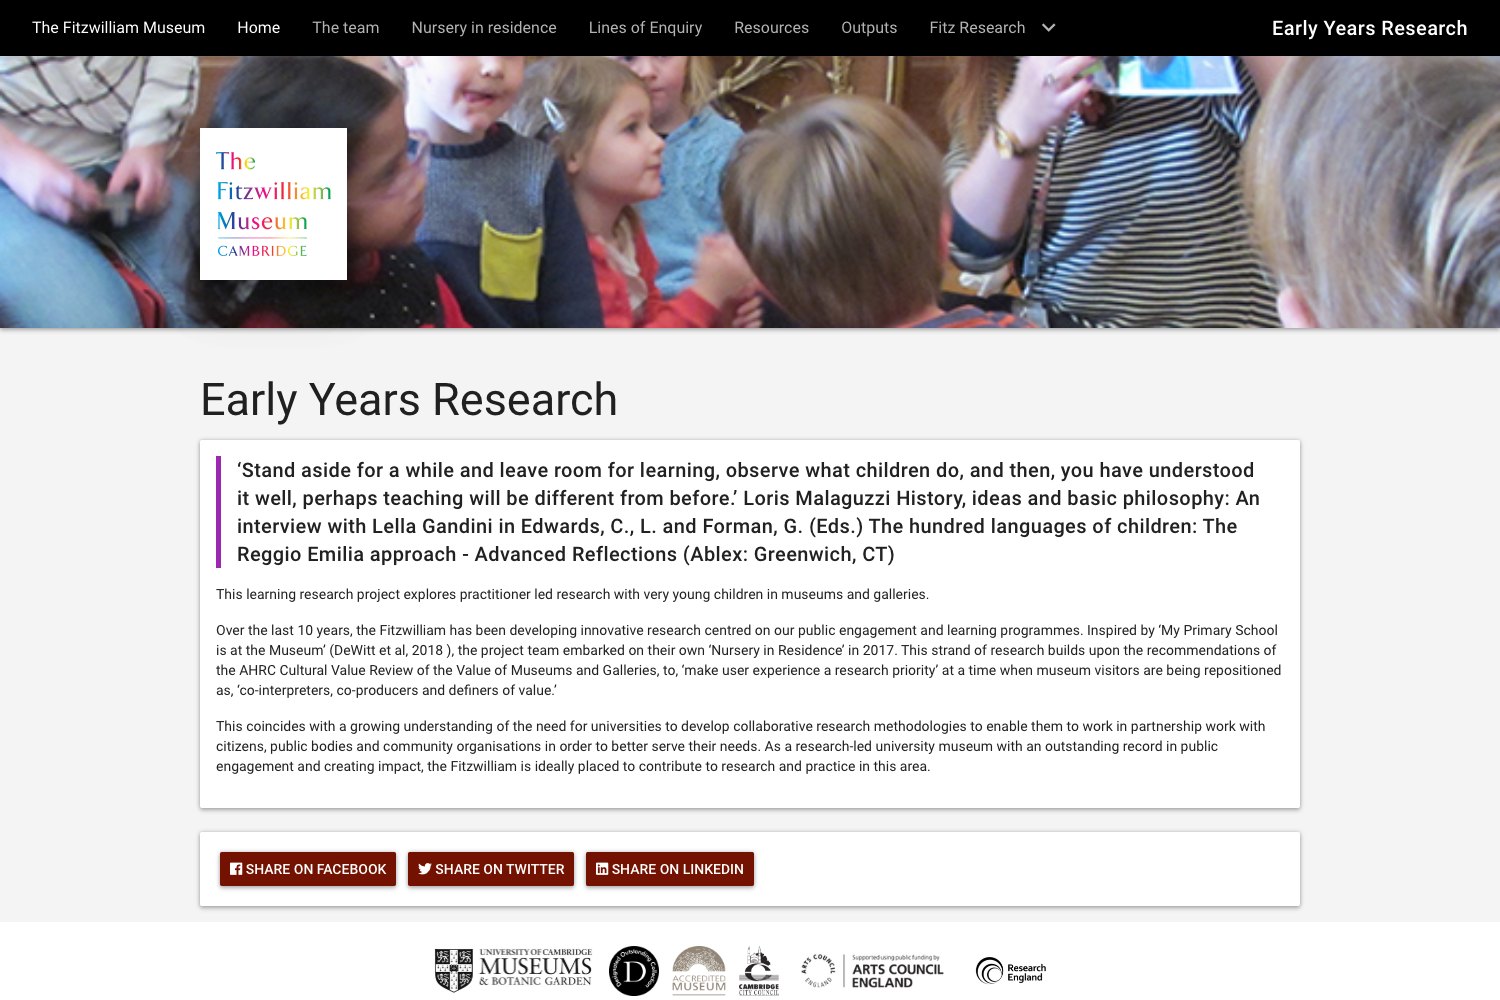 The Fitzwilliam Museum Home The team Nursery in residence Lines of Enquiry Resources Outputs Fitz Research Early Years Research
The
Fitzwilliam
Museum
CAMBRIDGE
Early Years Research
‘Stand aside for a while and leave room for learning, observe what children do, and then, you have understood
it well, perhaps teaching will be different from before.’ Loris Malaguzzi History, ideas and basic philosophy: An
interview with Lella Gandini in Edwards, C., L. and Forman, G. (Eds.) The hundred languages of children: The
Reggio Emilia approach - Advanced Reflections (Ablex: Greenwich, CT)
This learning research project explores practitioner led research with very young children in museums and galleries.
Over the last 10 years, the Fitzwilliam has been developing innovative research centred on our public engagement and learning programmes. Inspired by ‘My Primary School
is at the Museum’ (DeWitt et al, 2018 ), the project team embarked on their own ‘Nursery in Residence’ in 2017. This strand of research builds upon the recommendations of
the AHRC Cultural Value Review of the Value of Museums and Galleries, to, ‘make user experience a research priority’ at a time when museum visitors are being repositioned
as, ‘co-interpreters, co-producers and definers of value.’
This coincides with a growing understanding of the need for universities to develop collaborative research methodologies to enable them to work in partnership work with
citizens, public bodies and community organisations in order to better serve their needs. As a research-led university museum with an outstanding record in public
engagement and creating impact, the Fitzwilliam is ideally placed to contribute to research and practice in this area.
SHARE ON FACEBOOK SHARE ON TWITTER SHARE ON LINKEDIN
UNIVERSITY OF CAMBRIDGE
MUSEUMS
& BOTANIC GARDEN
Designated Outstanding Collection
D
ACCREDITED
MUSEUM
CAMBRIDGE
CITY COUNCIL
ARTS COUNCIL
ENGLAND
Supported using public funding by
ARTS COUNCIL
ENGLAND
Research
England